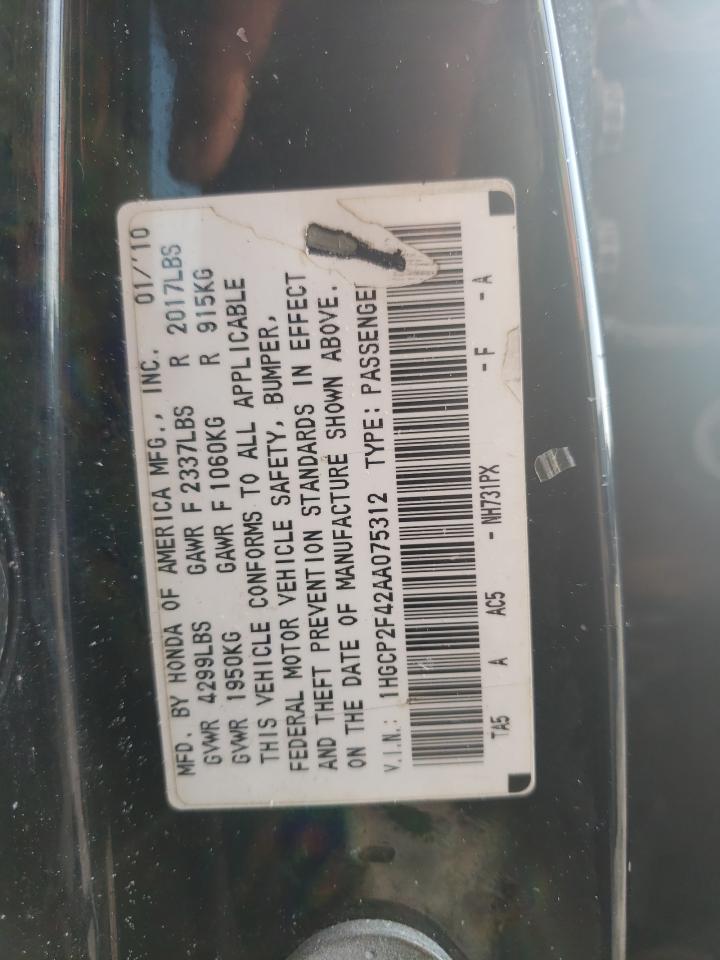 MFD. BY HONDA OF AMERICA MFG., INC. 01/'10
GVWR 4299LBS GAWR F 2337LBS R 2017LBS
GVWR 1950KG GAWR F 1060KG R 915KG
THIS VEHICLE CONFORMS TO ALL APPLICABLE
FEDERAL MOTOR VEHICLE SAFETY, BUMPER,
AND THEFT PREVENTION STANDARDS IN EFFECT
ON THE DATE OF MANUFACTURE SHOWN ABOVE.
V.I.N.: 1HGCP2F42AA075312 TYPE: PASSENGE
TA5 A AC5 - NH731PX - F - A